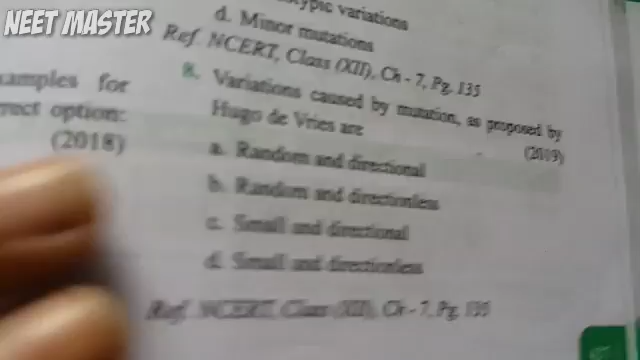 NEET MASTER
typic variations
d. Minor mutations
Ref. NCERT, Class (XII), Ch - 7, Pg. 135
for
option:
(2018)
8. Variations caused by mutation, as proposed by
Hugo de Vries are
(2019)
a. Random and directional
b. Random and directionless
c. Small and directional
d. Small and directionless
Ref. NCERT, Class (XII), Ch - 7, Pg. 135